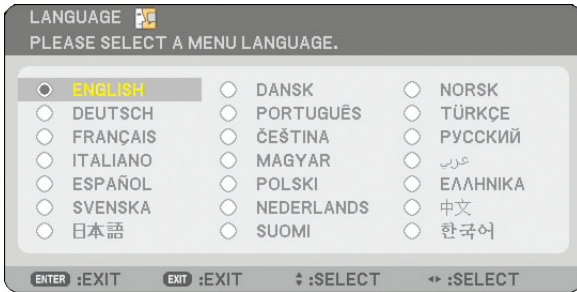 LANGUAGE
PLEASE SELECT A MENU LANGUAGE.
ENGLISH DANSK NORSK
DEUTSCH PORTUGUÊS TÜRKÇE
FRANÇAIS ČEŠTINA РУССКИЙ
ITALIANO MAGYAR عربي
ESPAÑOL POLSKI ΕΛΛΗΝΙΚΑ
SVENSKA NEDERLANDS 中文
日本語 SUOMI 한국어
ENTER :EXIT EXIT :EXIT :SELECT :SELECT